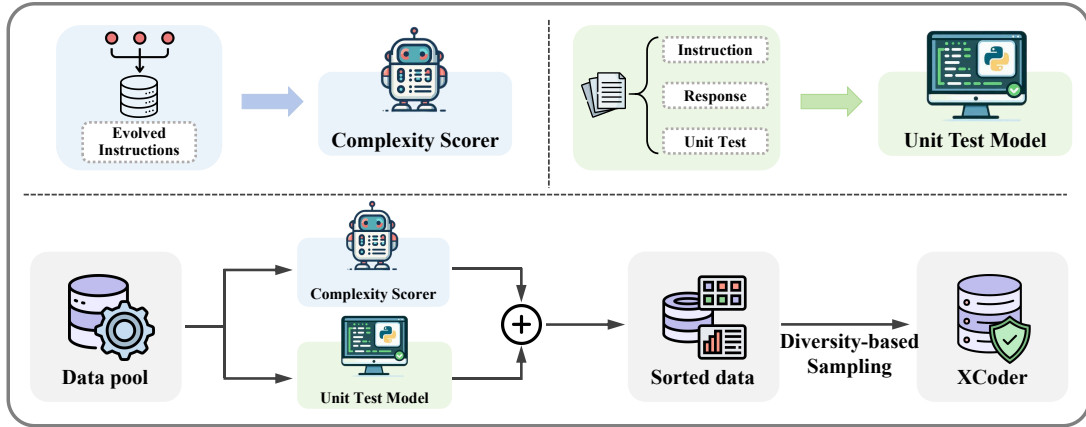 Evolved
Instructions
Complexity Scorer
Instruction
Response
Unit Test
Unit Test Model
Data pool
Complexity Scorer
Unit Test Model
Sorted data
Diversity-based
Sampling
XCoder